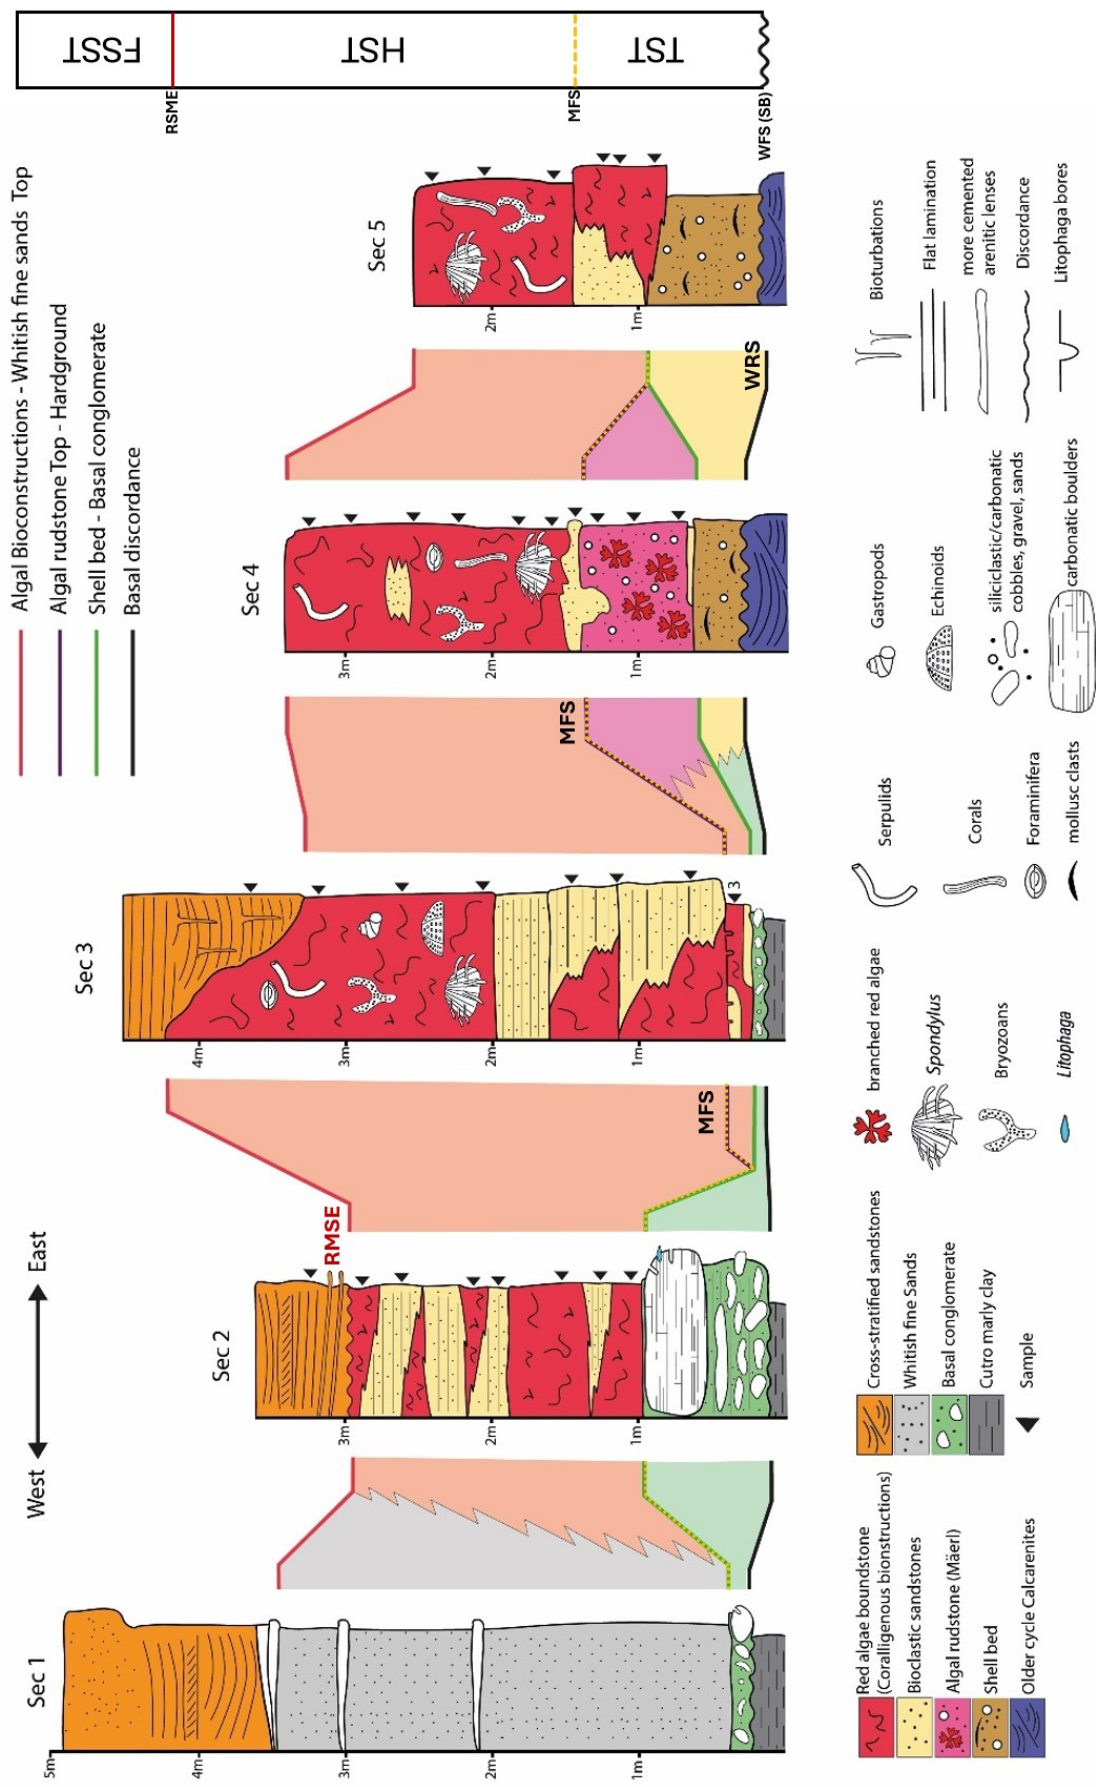 West
East
Algal Bioconstructions - Whitish fine sands Top
Algal rudstone Top - Hardground
Shell bed - Basal conglomerate
Basal discordance
Sec 1
5m
4m
3m
2m
1m
Sec 2
3m
2m
1m
RMSE
Sec 3
4m
3m
2m
1m
3
MFS
Sec 4
3m
2m
1m
MFS
Sec 5
2m
1m
WRS
FSST
HST
TST
RSME
MFS
WFS (SB)
Red algae boundstone
(Coralligenous bionstructions)
Bioclastic sandstones
Algal rudstone (Mäerl)
Shell bed
Older cycle Calcarenites
Cross-stratified sandstones
Whitish fine Sands
Basal conglomerate
Cutro marly clay
Sample
branched red algae
Spondylus
Bryozoans
Litophaga
Serpulids
Corals
Foraminifera
mollusc clasts
Gastropods
Echinoids
siliciclastic/carbonatic
cobbles, gravel, sands
carbonatic boulders
Bioturbations
Flat lamination
more cemented
arenitic lenses
Discordance
Litophaga bores